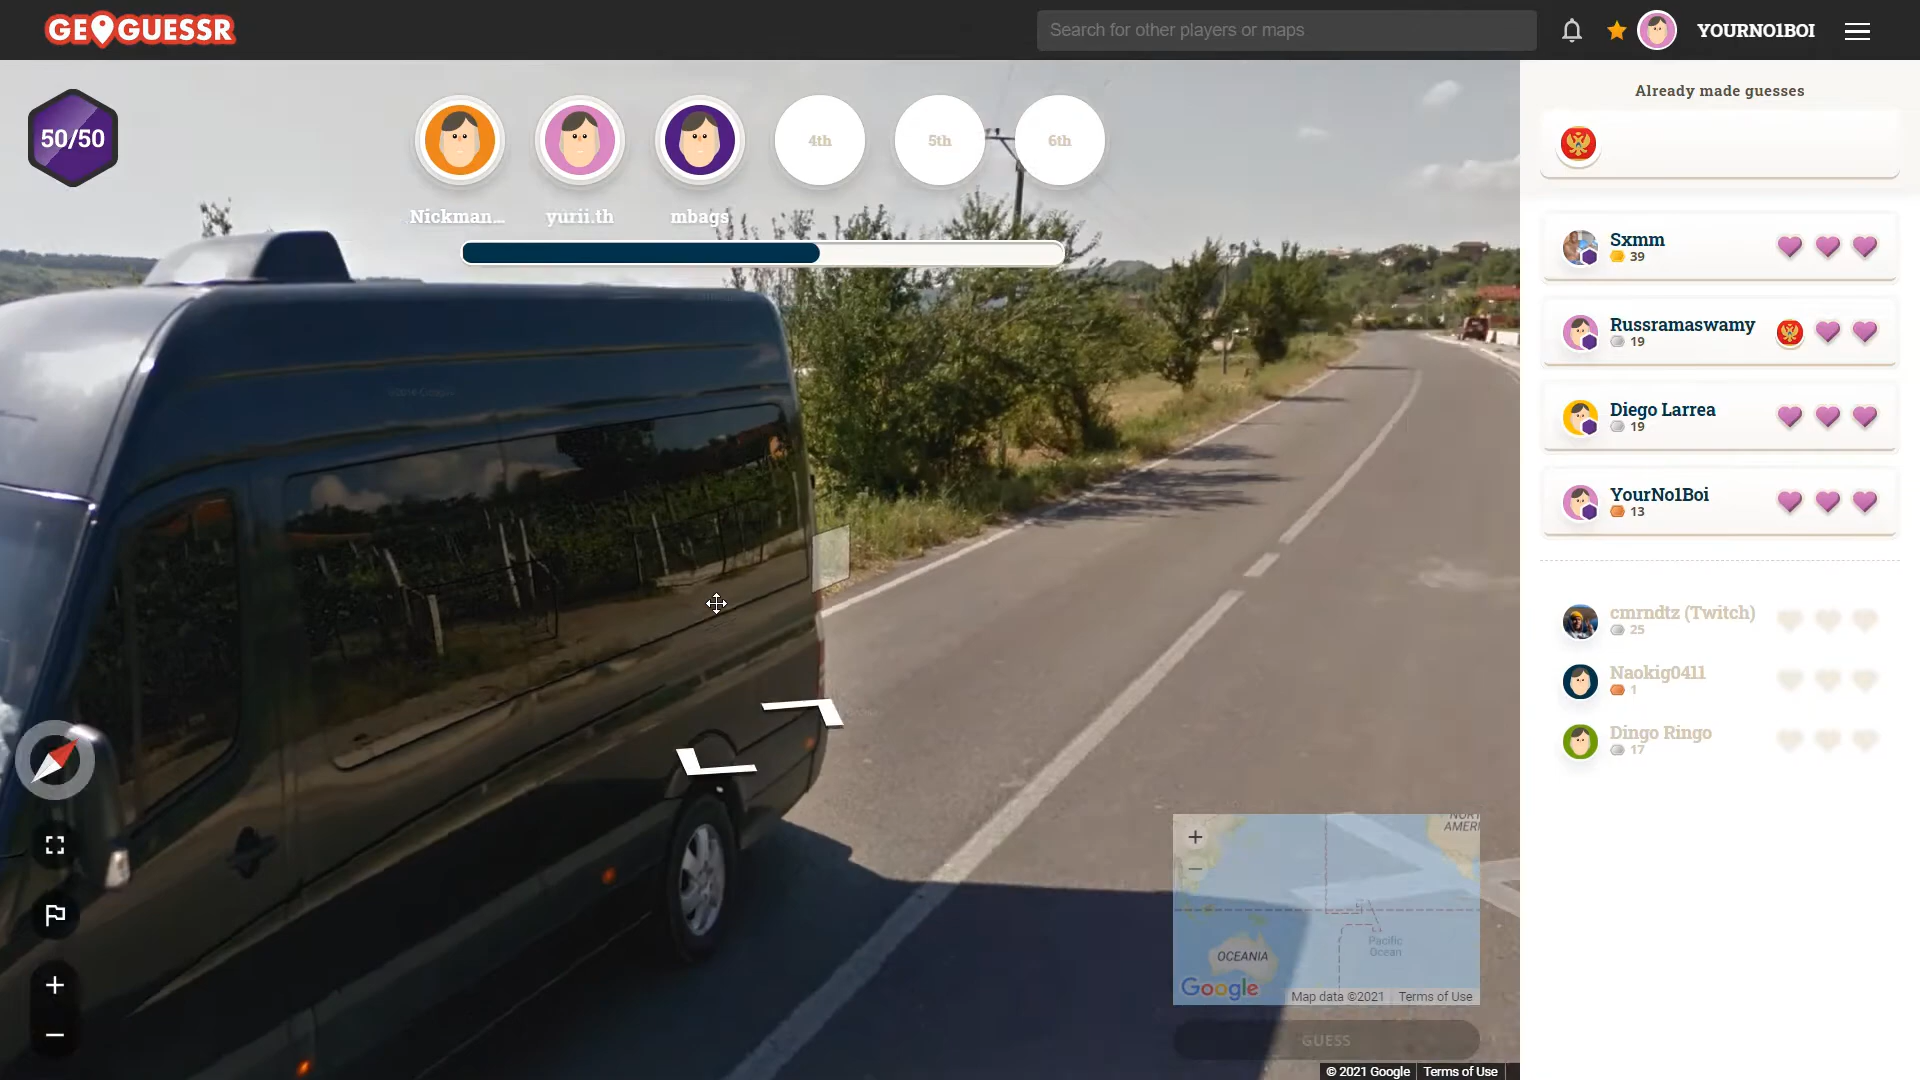 GEOGUESSR
Search for other players or maps
YOURNO1BOI
50/50
4th
5th
6th
Nickman...
yurii.th
mbags
Already made guesses
Sxmm
39
Russramaswamy
19
Diego Larrea
19
YourNo1Boi
13
cmrndtz (Twitch)
25
Naokig0411
1
Dingo Ringo
17
NORT
AMERI
Pacific
Ocean
OCEANIA
Google
Map data ©2021
Terms of Use
GUESS
© 2021 Google
Terms of Use